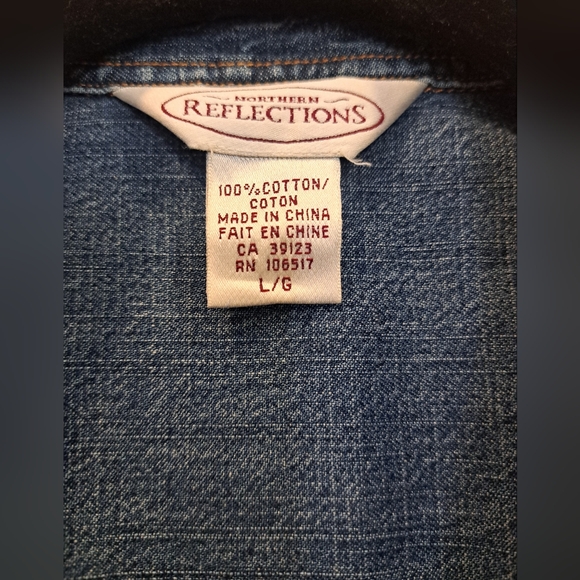 NORTHERN
REFLECTIONS
100%COTTON/
COTON
MADE IN CHINA
FAIT EN CHINE
CA 39123
RN 106517
L/G